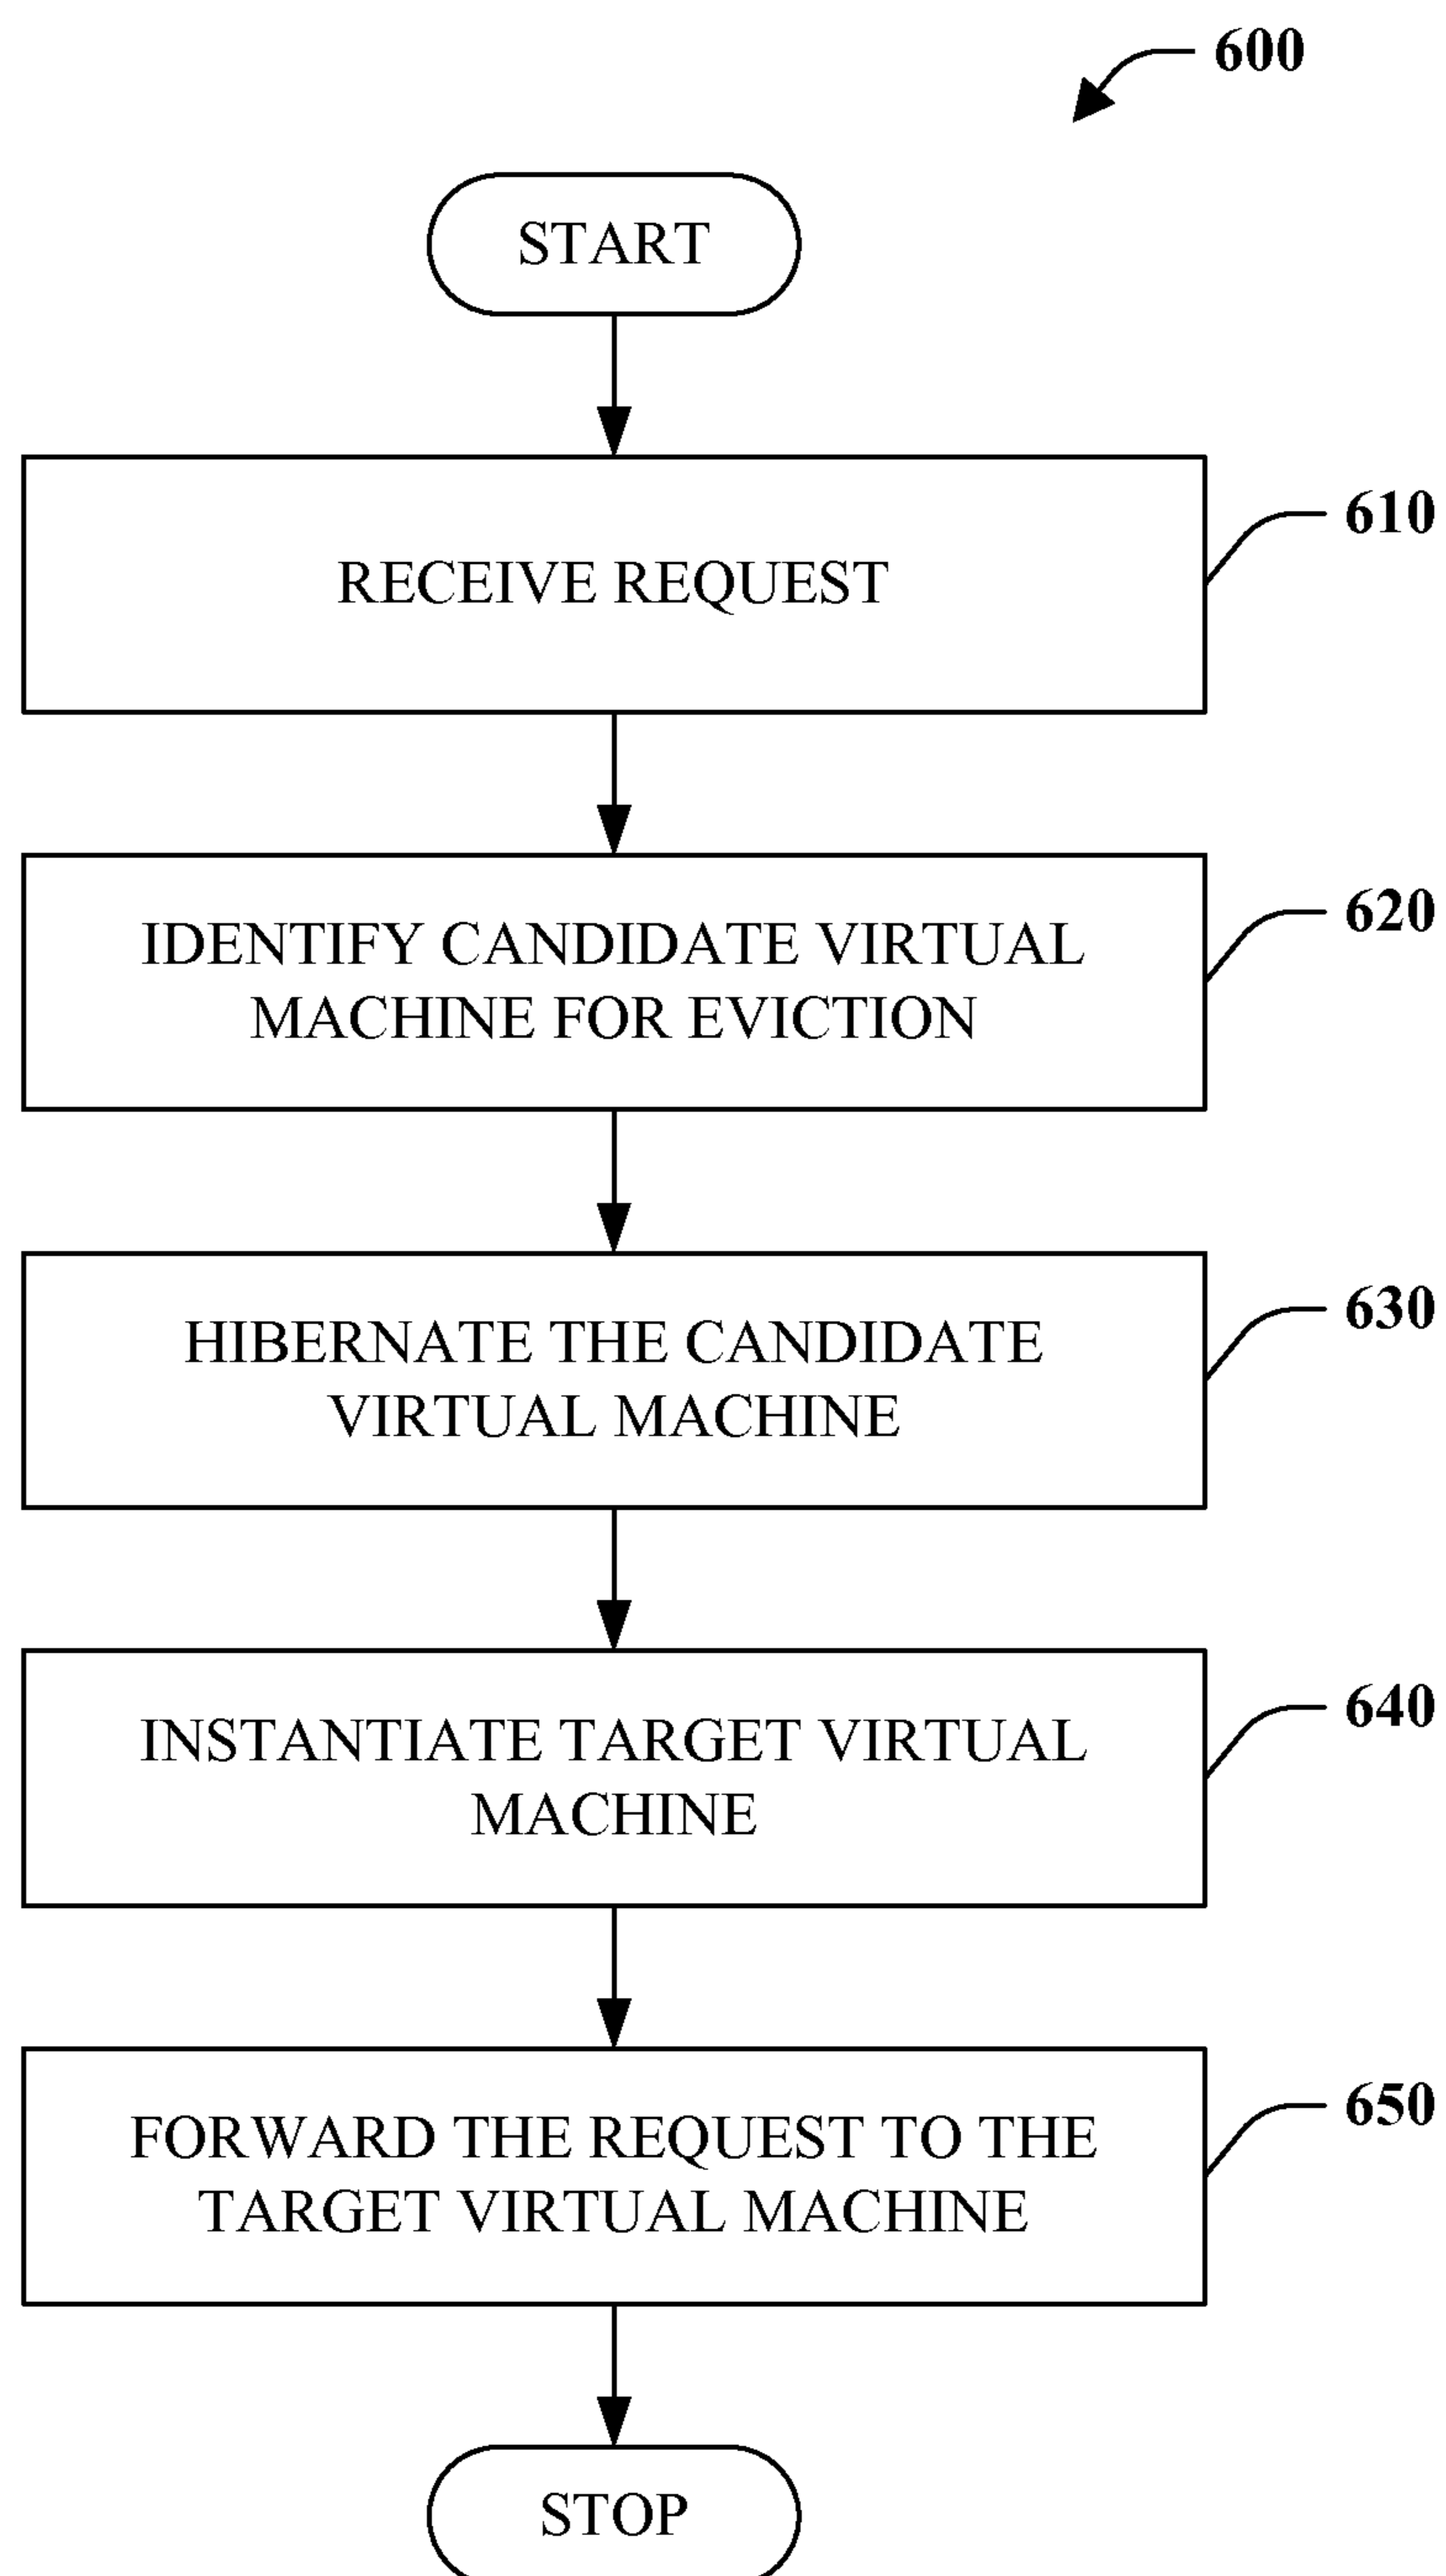 600
START
RECEIVE REQUEST
610
IDENTIFY CANDIDATE VIRTUAL
MACHINE FOR EVICTION
620
HIBERNATE THE CANDIDATE
VIRTUAL MACHINE
630
INSTANTIATE TARGET VIRTUAL
MACHINE
640
FORWARD THE REQUEST TO THE
TARGET VIRTUAL MACHINE
650
STOP